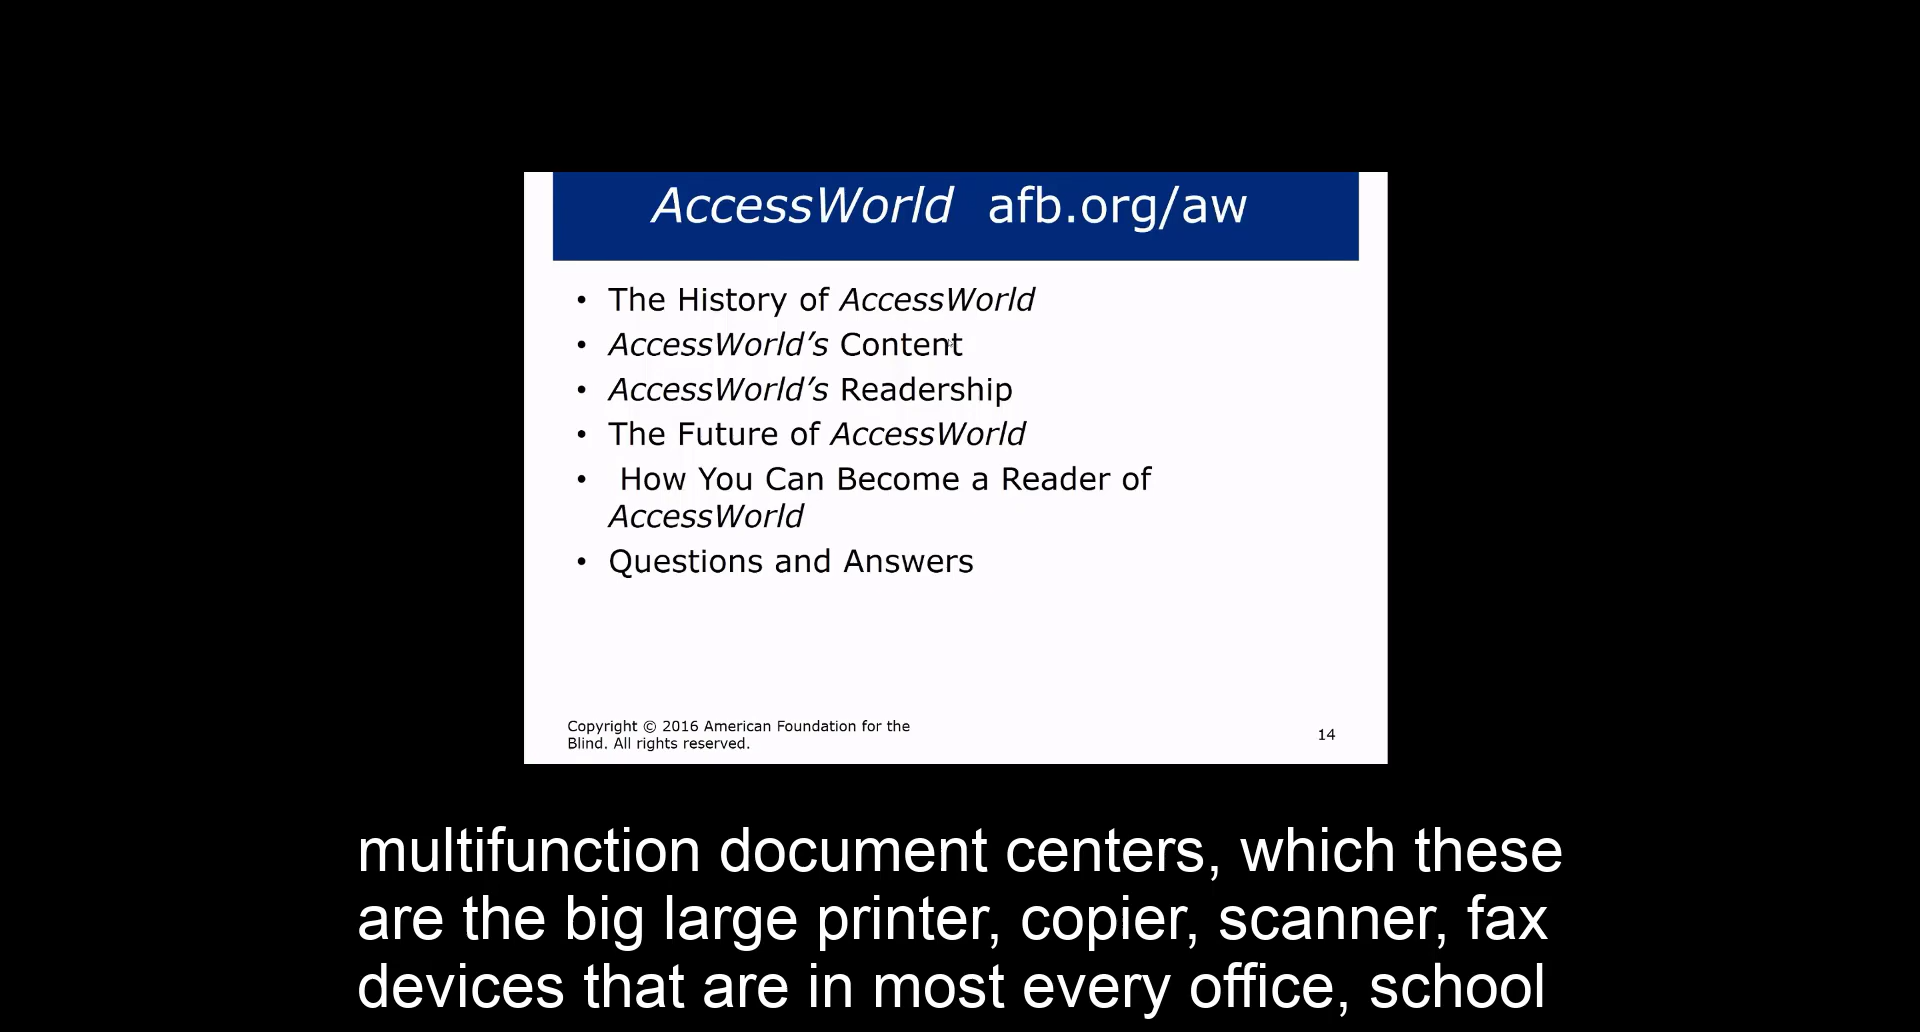 AccessWorld afb.org/aw
• The History of AccessWorld
• AccessWorld’s Content
• AccessWorld’s Readership
• The Future of AccessWorld
• How You Can Become a Reader of
AccessWorld
• Questions and Answers
Copyright © 2016 American Foundation for the
Blind. All rights reserved.
14
multifunction document centers, which these
are the big large printer, copier, scanner, fax
devices that are in most every office, school